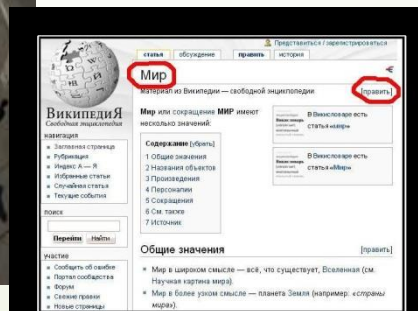 Представиться / зарегистрироваться
статья обсуждение править история
Мир
Материал из Википедии — свободной энциклопедии [править]
ВикипедиЯ
Свободная энциклопедия
навигация
Заглавная страница
Рубрикация
Индекс А — Я
Избранные статьи
Случайная статья
Текущие события
поиск
Перейти Найти
участие
Сообщить об ошибке
Портал сообщества
Форум
Свежие правки
Новые страницы
Мир или сокращение МИР имеют
несколько значений:
Содержание [убрать]
1 Общие значения
2 Названия объектов
3 Произведения
4 Персоналии
5 Сокращения
6 См. также
7 Источник
В Викисловаре есть
статья «мир»
В Викисловаре есть
статья «миръ»
Общие значения [править]
Мир в широком смысле — всё, что существует, Вселенная (см.
Научная картина мира).
Мир в более узком смысле — планета Земля (например: «страны
мира»).